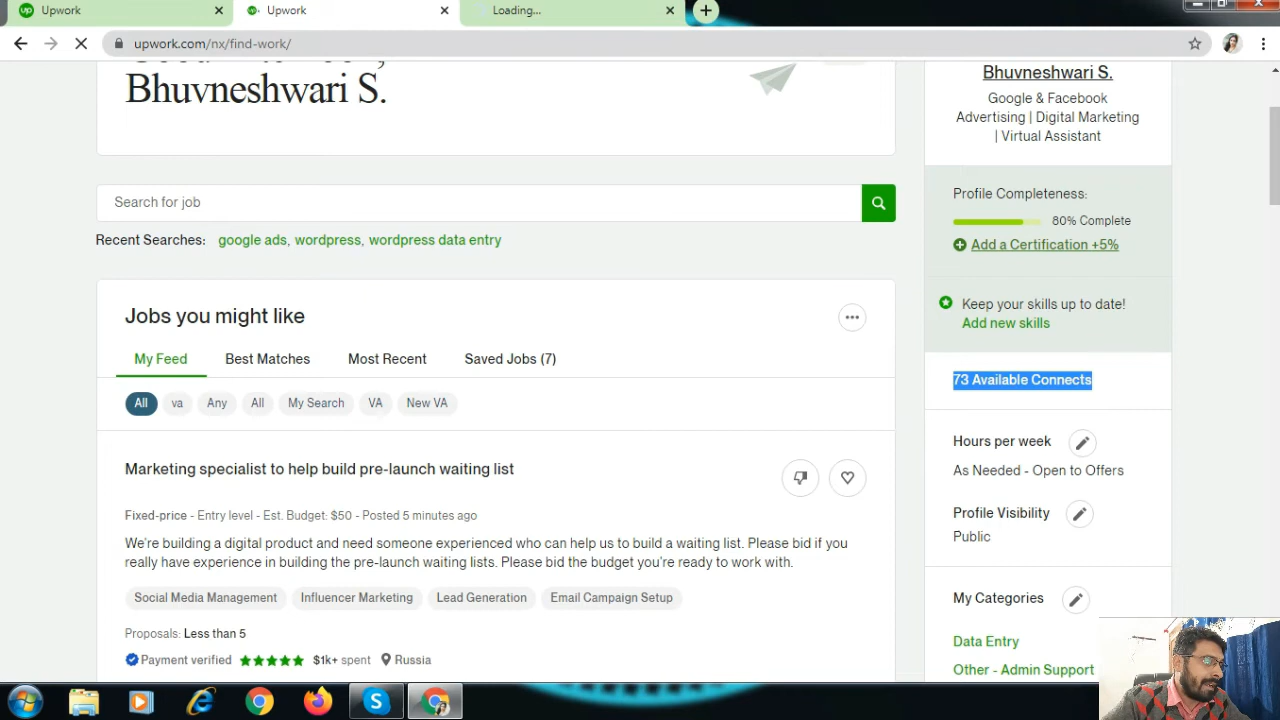 Upwork
Upwork
Loading...
upwork.com/nx/find-work/
Bhuvneshwari S.
Bhuvneshwari S.
Google & Facebook
Advertising | Digital Marketing
| Virtual Assistant
Search for job
Recent Searches: google ads, wordpress, wordpress data entry
Profile Completeness:
80% Complete
Add a Certification +5%
Keep your skills up to date!
Add new skills
73 Available Connects
Hours per week
As Needed - Open to Offers
Profile Visibility
Public
My Categories
Data Entry
Other - Admin Support
Jobs you might like
My Feed Best Matches Most Recent Saved Jobs (7)
All va Any All My Search VA New VA
Marketing specialist to help build pre-launch waiting list
Fixed-price - Entry level - Est. Budget: $50 - Posted 5 minutes ago
We're building a digital product and need someone experienced who can help us to build a waiting list. Please bid if you
really have experience in building the pre-launch waiting lists. Please bid the budget you're ready to work with.
Social Media Management Influencer Marketing Lead Generation Email Campaign Setup
Proposals: Less than 5
Payment verified $1k+ spent Russia